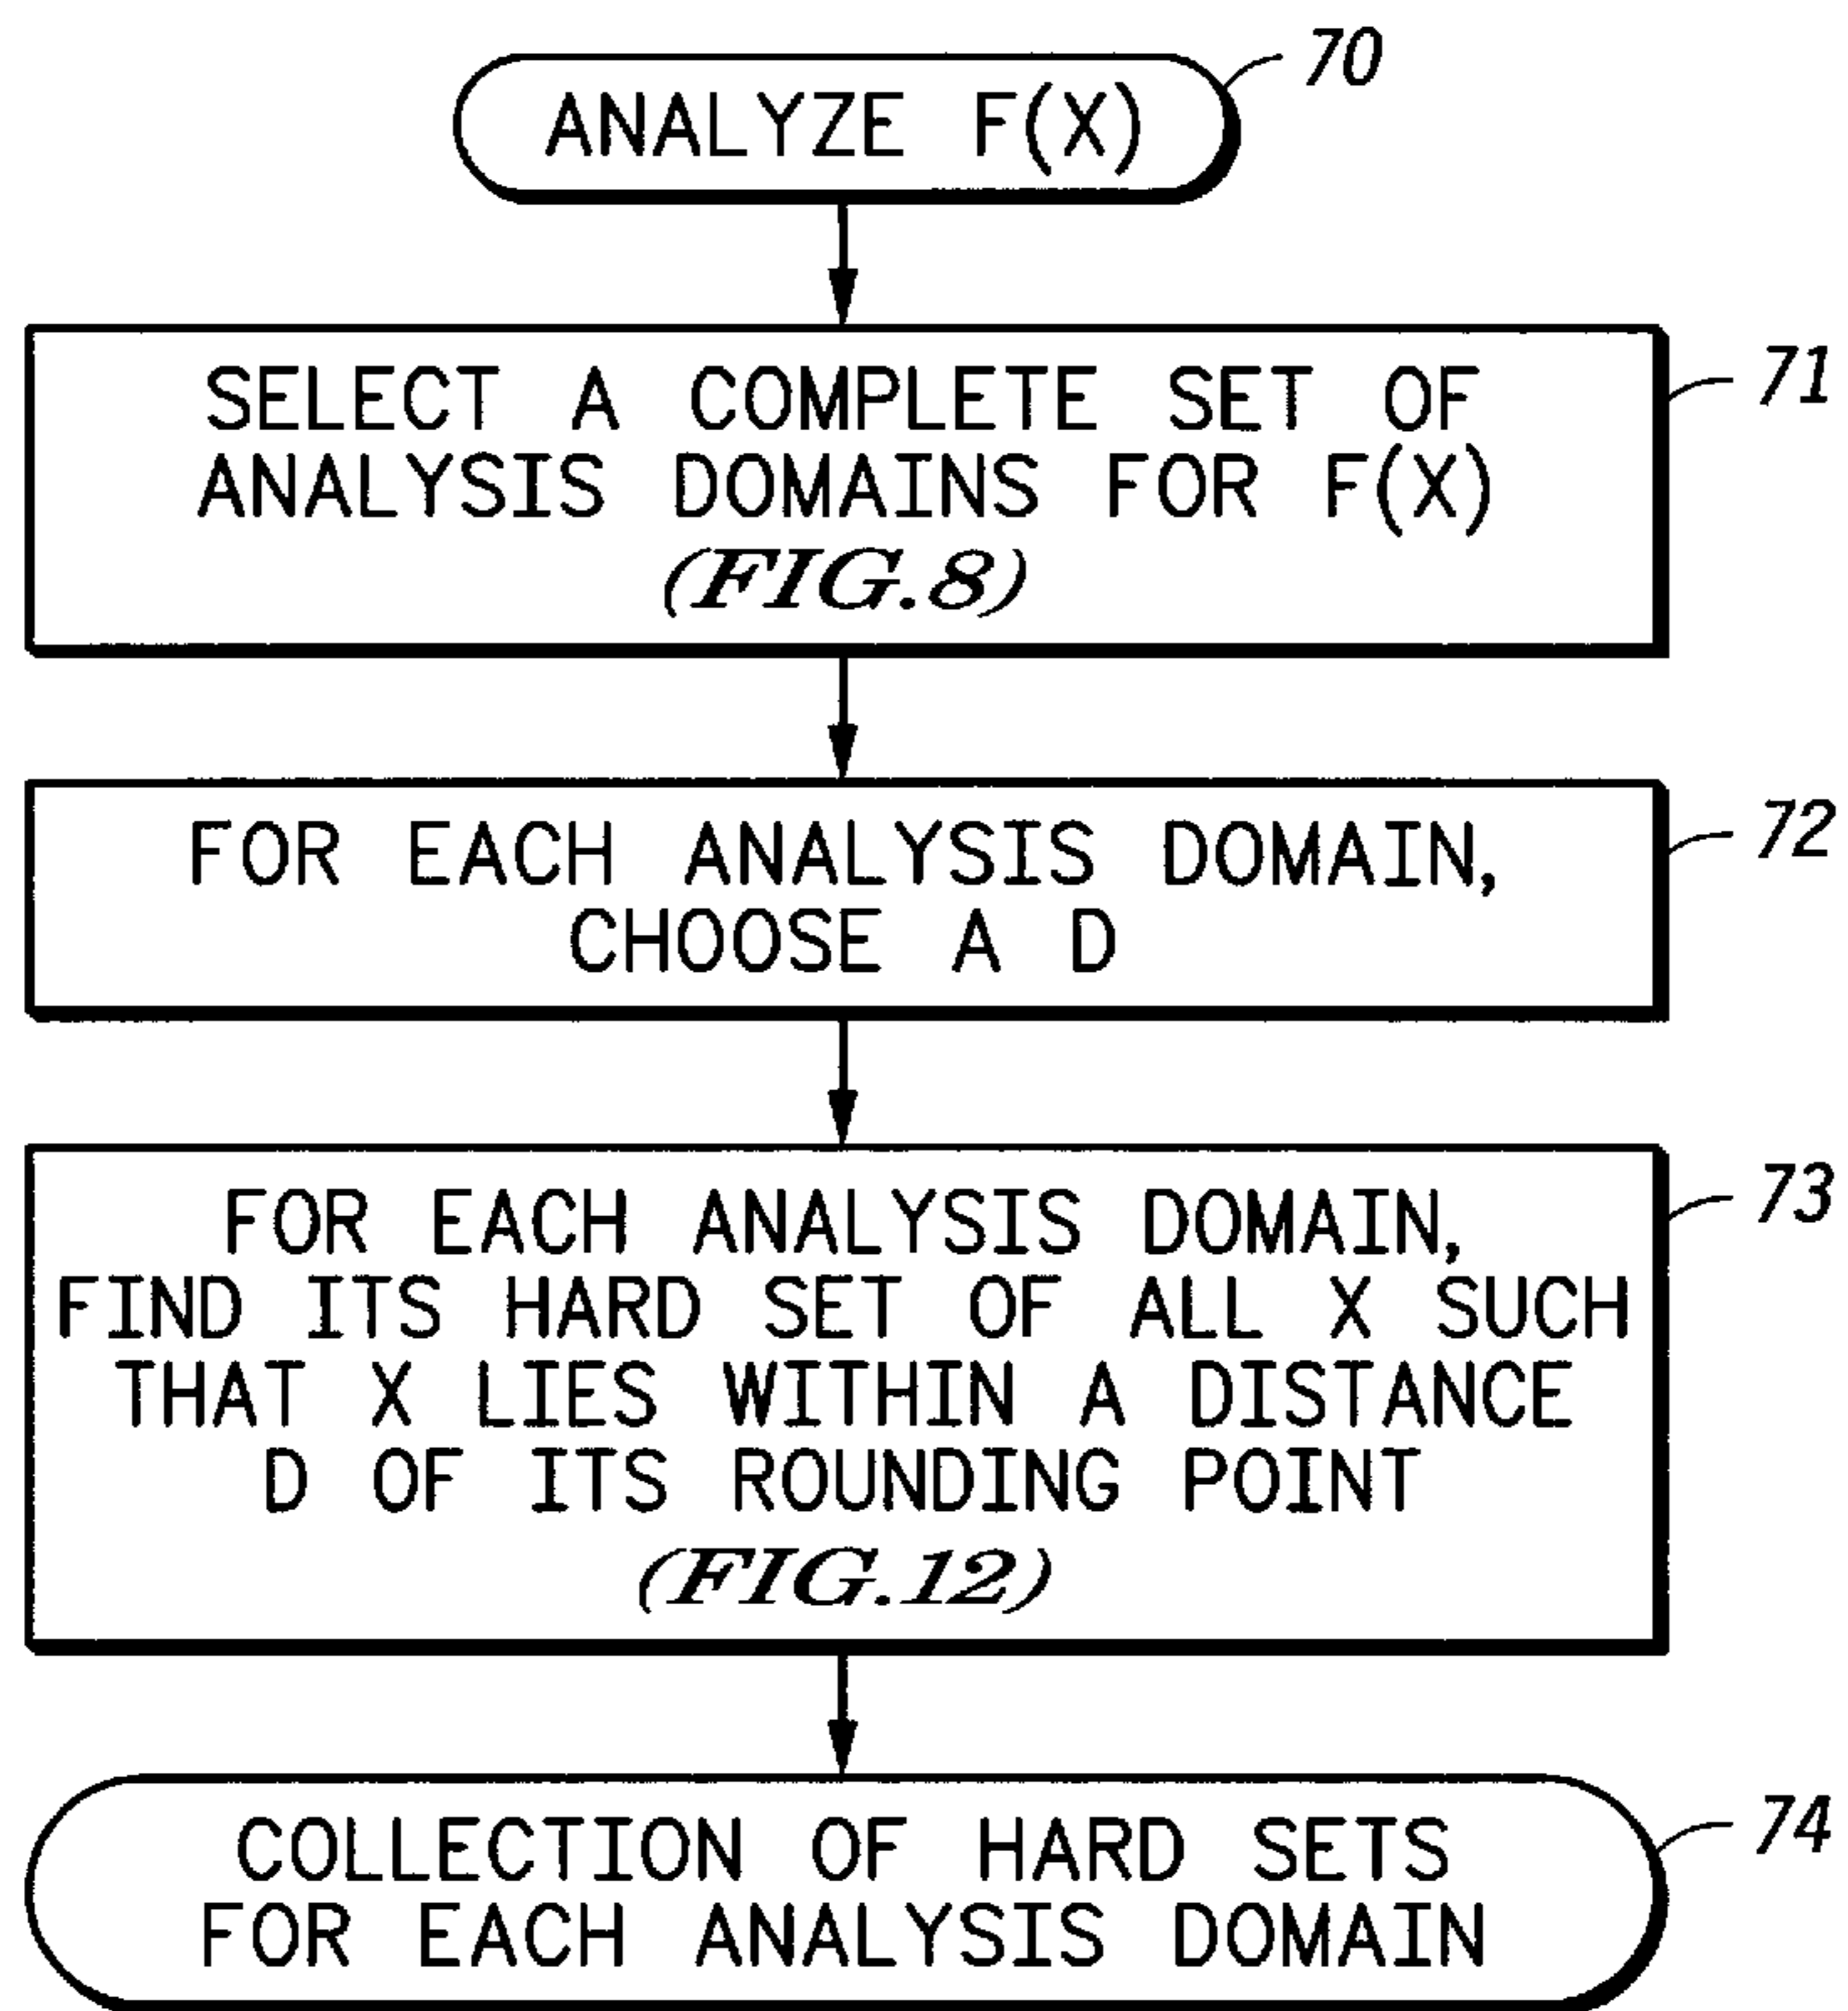 ANALYZE F(X)
70
SELECT A COMPLETE SET OF
ANALYSIS DOMAINS FOR F(X)
(FIG.8)
71
FOR EACH ANALYSIS DOMAIN,
CHOOSE A D
72
FOR EACH ANALYSIS DOMAIN,
FIND ITS HARD SET OF ALL X SUCH
THAT X LIES WITHIN A DISTANCE
D OF ITS ROUNDING POINT
(FIG.12)
73
COLLECTION OF HARD SETS
FOR EACH ANALYSIS DOMAIN
74